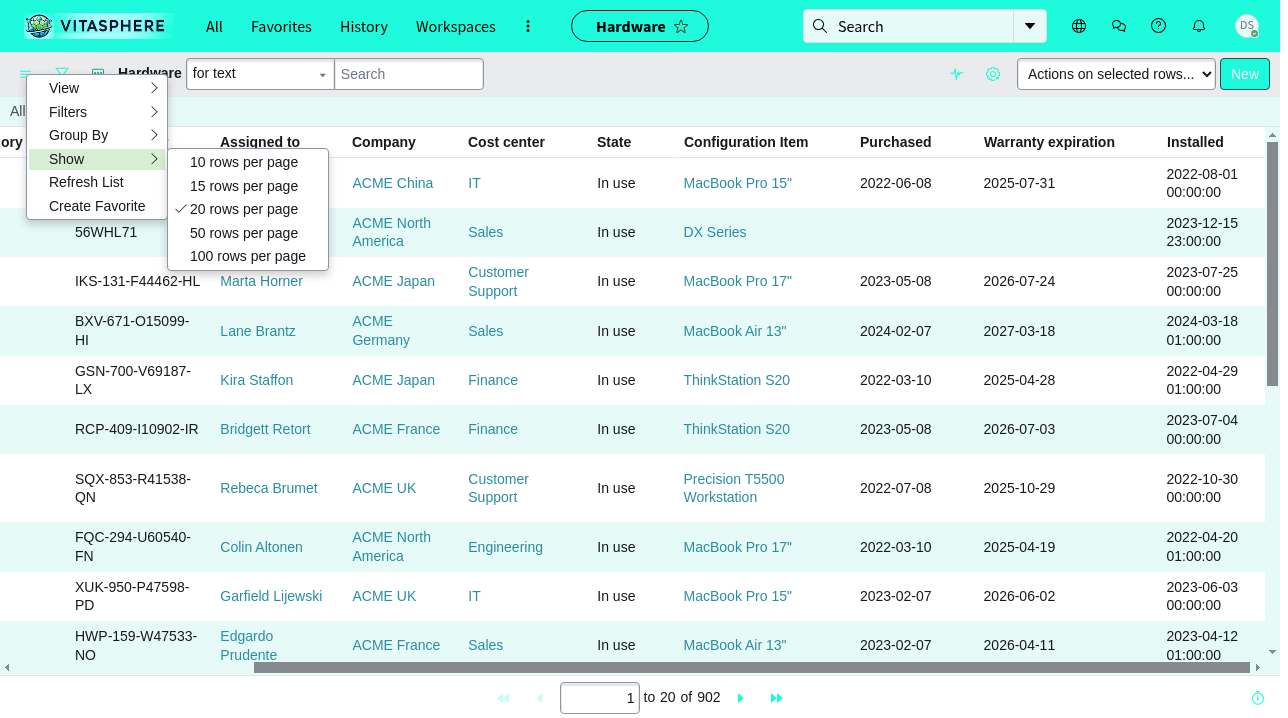 VITASPHERE
All
Favorites
History
Workspaces
Hardware
Search
DS
Hardware
for text
Search
Actions on selected rows...
New
All
View
Filters
Group By
Show
Refresh List
Create Favorite
10 rows per page
15 rows per page
20 rows per page
50 rows per page
100 rows per page
ory Assigned to Company Cost center State Configuration Item Purchased Warranty expiration Installed
ACME China IT In use MacBook Pro 15" 2022-06-08 2025-07-31 2022-08-01 00:00:00
56WHL71 ACME North America Sales In use DX Series 2023-12-15 23:00:00
IKS-131-F44462-HL Marta Horner ACME Japan Customer Support In use MacBook Pro 17" 2023-05-08 2026-07-24 2023-07-25 00:00:00
BXV-671-O15099-HI Lane Brantz ACME Germany Sales In use MacBook Air 13" 2024-02-07 2027-03-18 2024-03-18 01:00:00
GSN-700-V69187-LX Kira Staffon ACME Japan Finance In use ThinkStation S20 2022-03-10 2025-04-28 2022-04-29 01:00:00
RCP-409-I10902-IR Bridgett Retort ACME France Finance In use ThinkStation S20 2023-05-08 2026-07-03 2023-07-04 00:00:00
SQX-853-R41538-QN Rebeca Brumet ACME UK Customer Support In use Precision T5500 Workstation 2022-07-08 2025-10-29 2022-10-30 00:00:00
FQC-294-U60540-FN Colin Altonen ACME North America Engineering In use MacBook Pro 17" 2022-03-10 2025-04-19 2022-04-20 01:00:00
XUK-950-P47598-PD Garfield Lijewski ACME UK IT In use MacBook Pro 15" 2023-02-07 2026-06-02 2023-06-03 00:00:00
HWP-159-W47533-NO Edgardo Prudente ACME France Sales In use MacBook Air 13" 2023-02-07 2026-04-11 2023-04-12 01:00:00
1 to 20 of 902